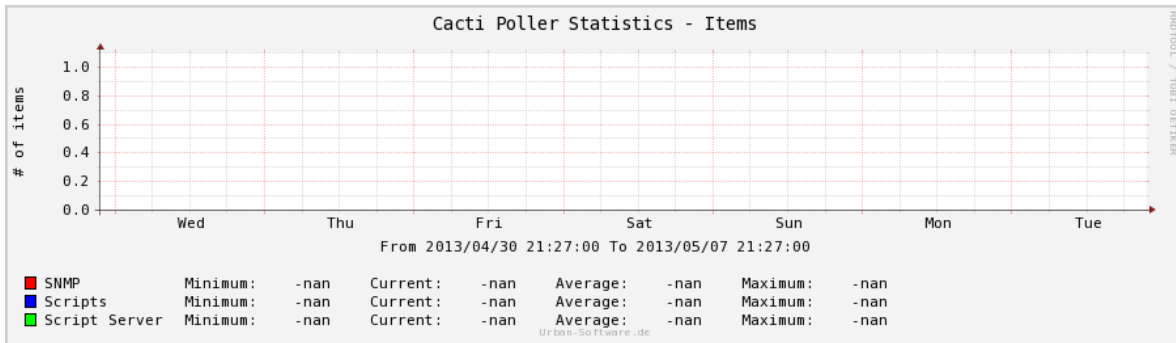 Cacti Poller Statistics - Items
RRDTOOL / TOBI OETIKER
# of items
1.0
0.8
0.6
0.4
0.2
0.0
Wed Thu Fri Sat Sun Mon Tue
From 2013/04/30 21:27:00 To 2013/05/07 21:27:00
SNMP Minimum: -nan Current: -nan Average: -nan Maximum: -nan
Scripts Minimum: -nan Current: -nan Average: -nan Maximum: -nan
Script Server Minimum: -nan Current: -nan Average: -nan Maximum: -nan
Urban-Software.de